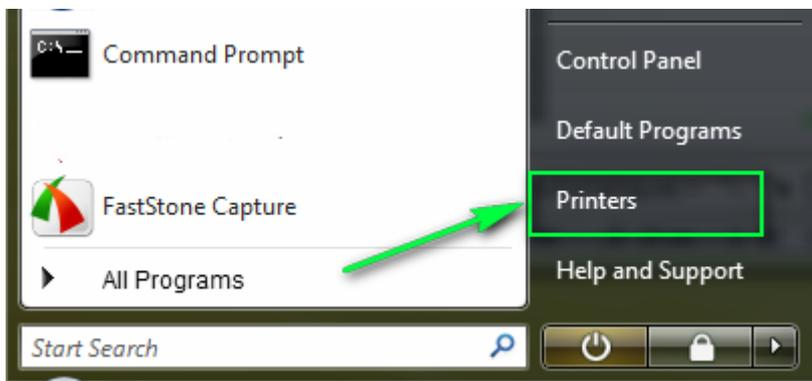 C:\
Command Prompt
FastStone Capture
All Programs
Start Search
Control Panel
Default Programs
Printers
Help and Support